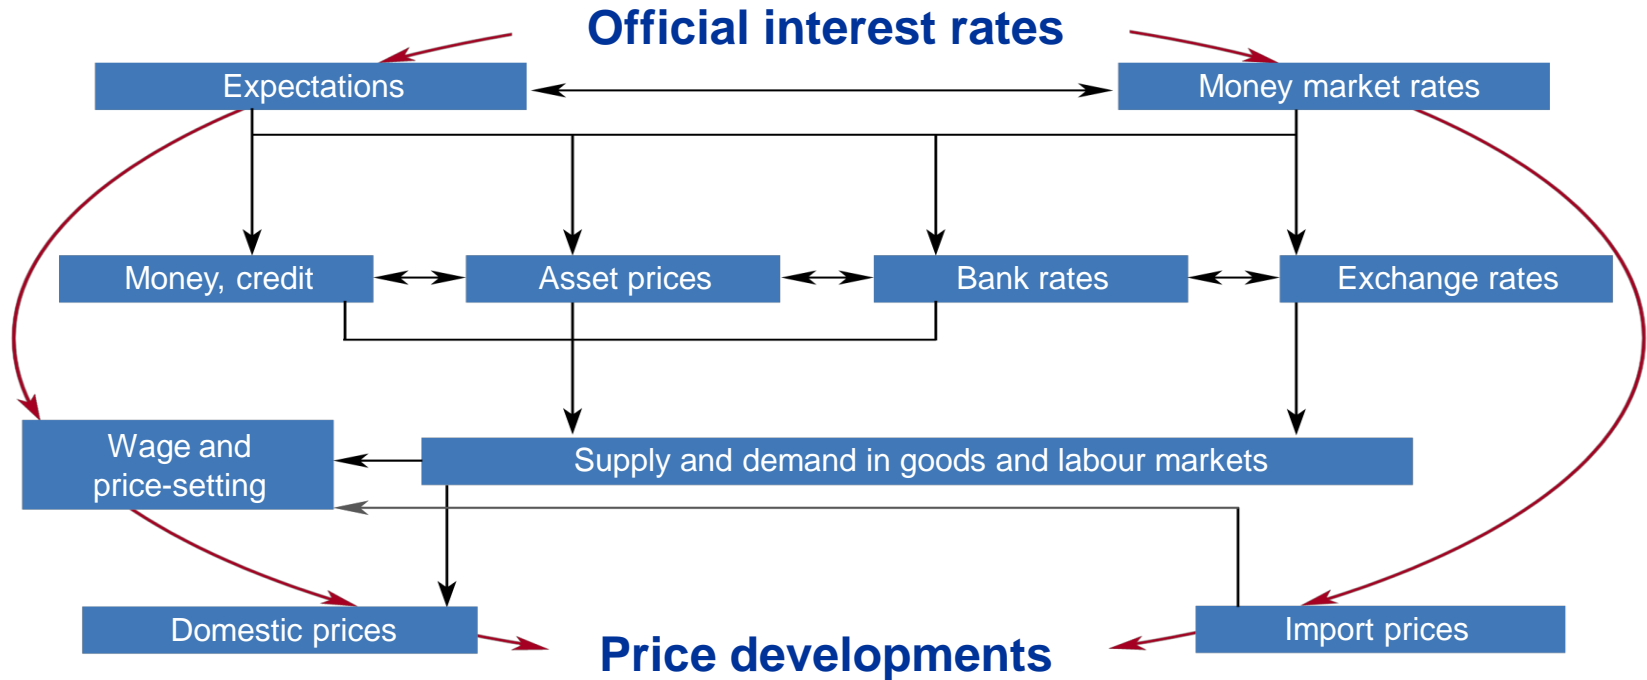 Official interest rates
Expectations
Money market rates
Money, credit
Asset prices
Bank rates
Exchange rates
Wage and
price-setting
Supply and demand in goods and labour markets
Domestic prices
Import prices
Price developments